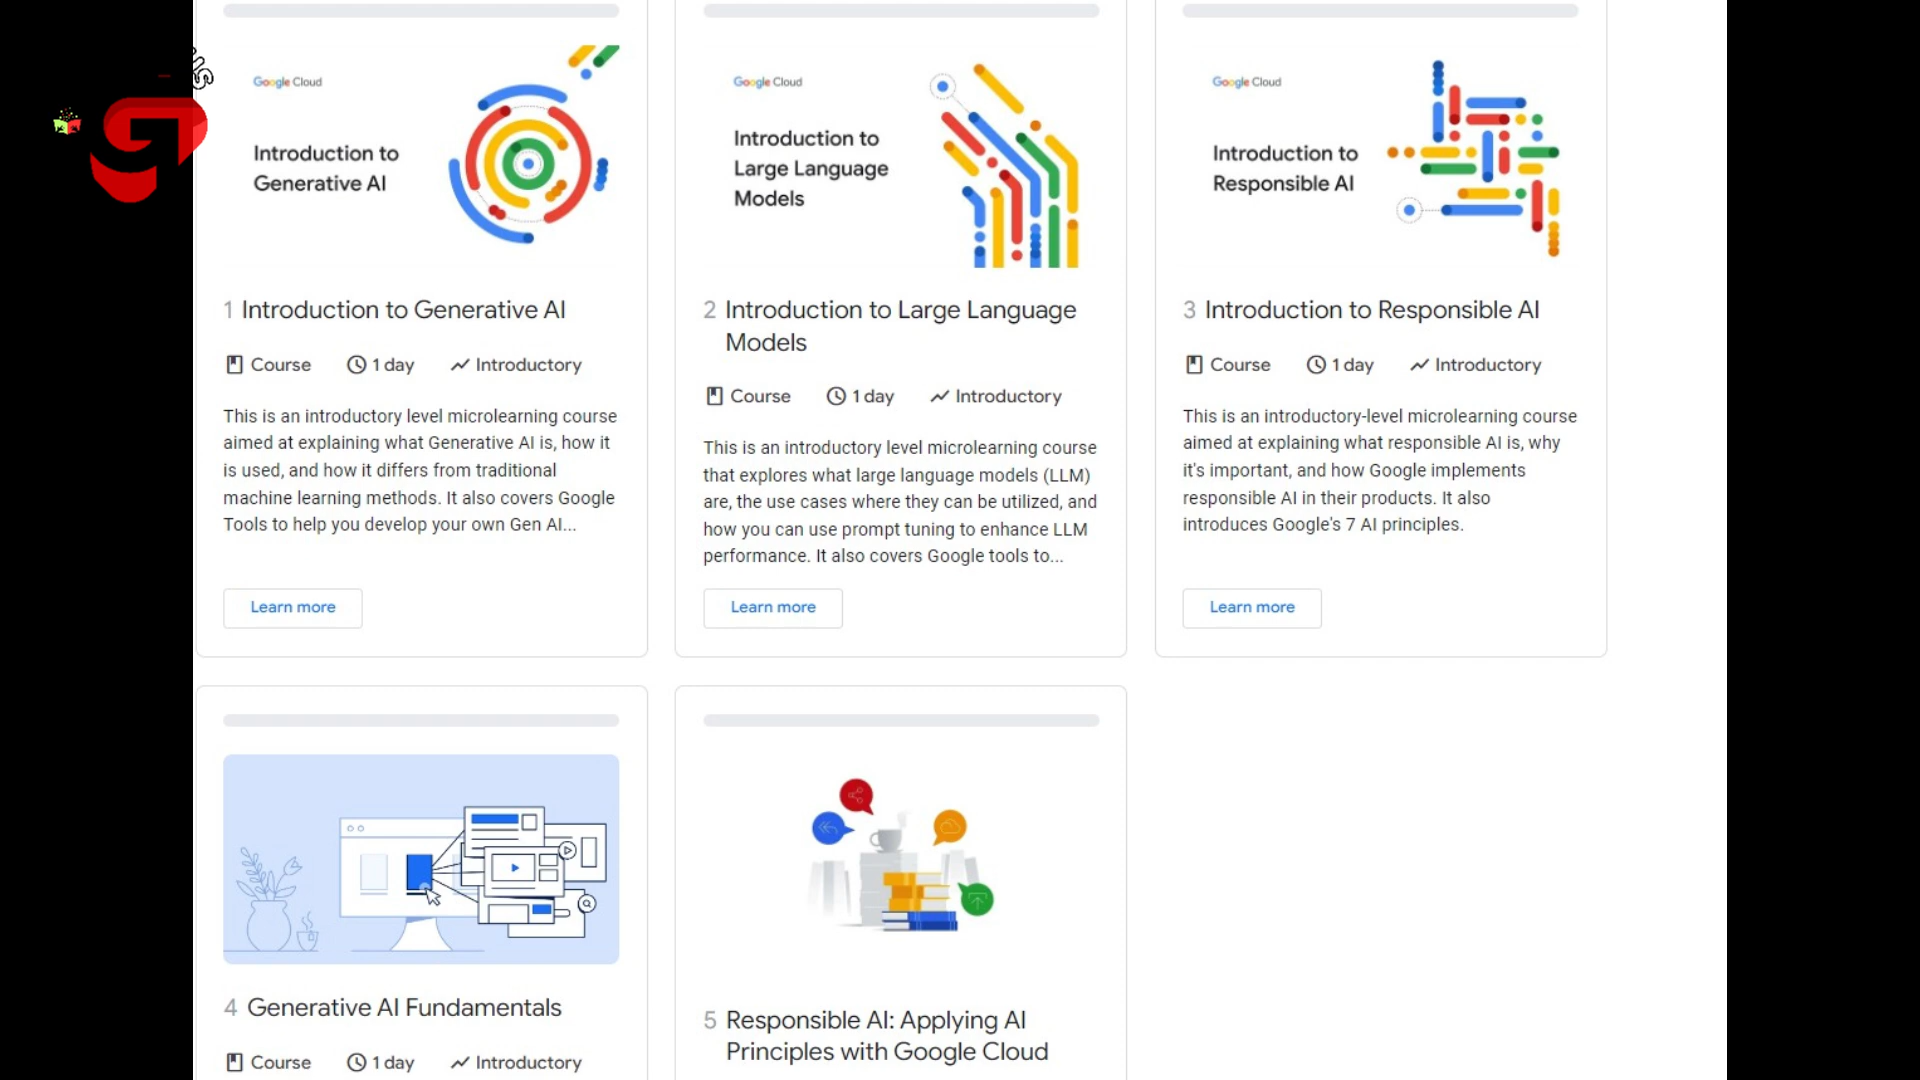 Google Cloud
Introduction to
Generative AI
1 Introduction to Generative AI
Course 1 day Introductory
This is an introductory level microlearning course
aimed at explaining what Generative AI is, how it
is used, and how it differs from traditional
machine learning methods. It also covers Google
Tools to help you develop your own Gen AI...
Learn more
Google Cloud
Introduction to
Large Language
Models
2 Introduction to Large Language
Models
Course 1 day Introductory
This is an introductory level microlearning course
that explores what large language models (LLM)
are, the use cases where they can be utilized, and
how you can use prompt tuning to enhance LLM
performance. It also covers Google tools to...
Learn more
Google Cloud
Introduction to
Responsible AI
3 Introduction to Responsible AI
Course 1 day Introductory
This is an introductory-level microlearning course
aimed at explaining what responsible AI is, why
it's important, and how Google implements
responsible AI in their products. It also
introduces Google's 7 AI principles.
Learn more
4 Generative AI Fundamentals
Course 1 day Introductory
5 Responsible AI: Applying AI
Principles with Google Cloud